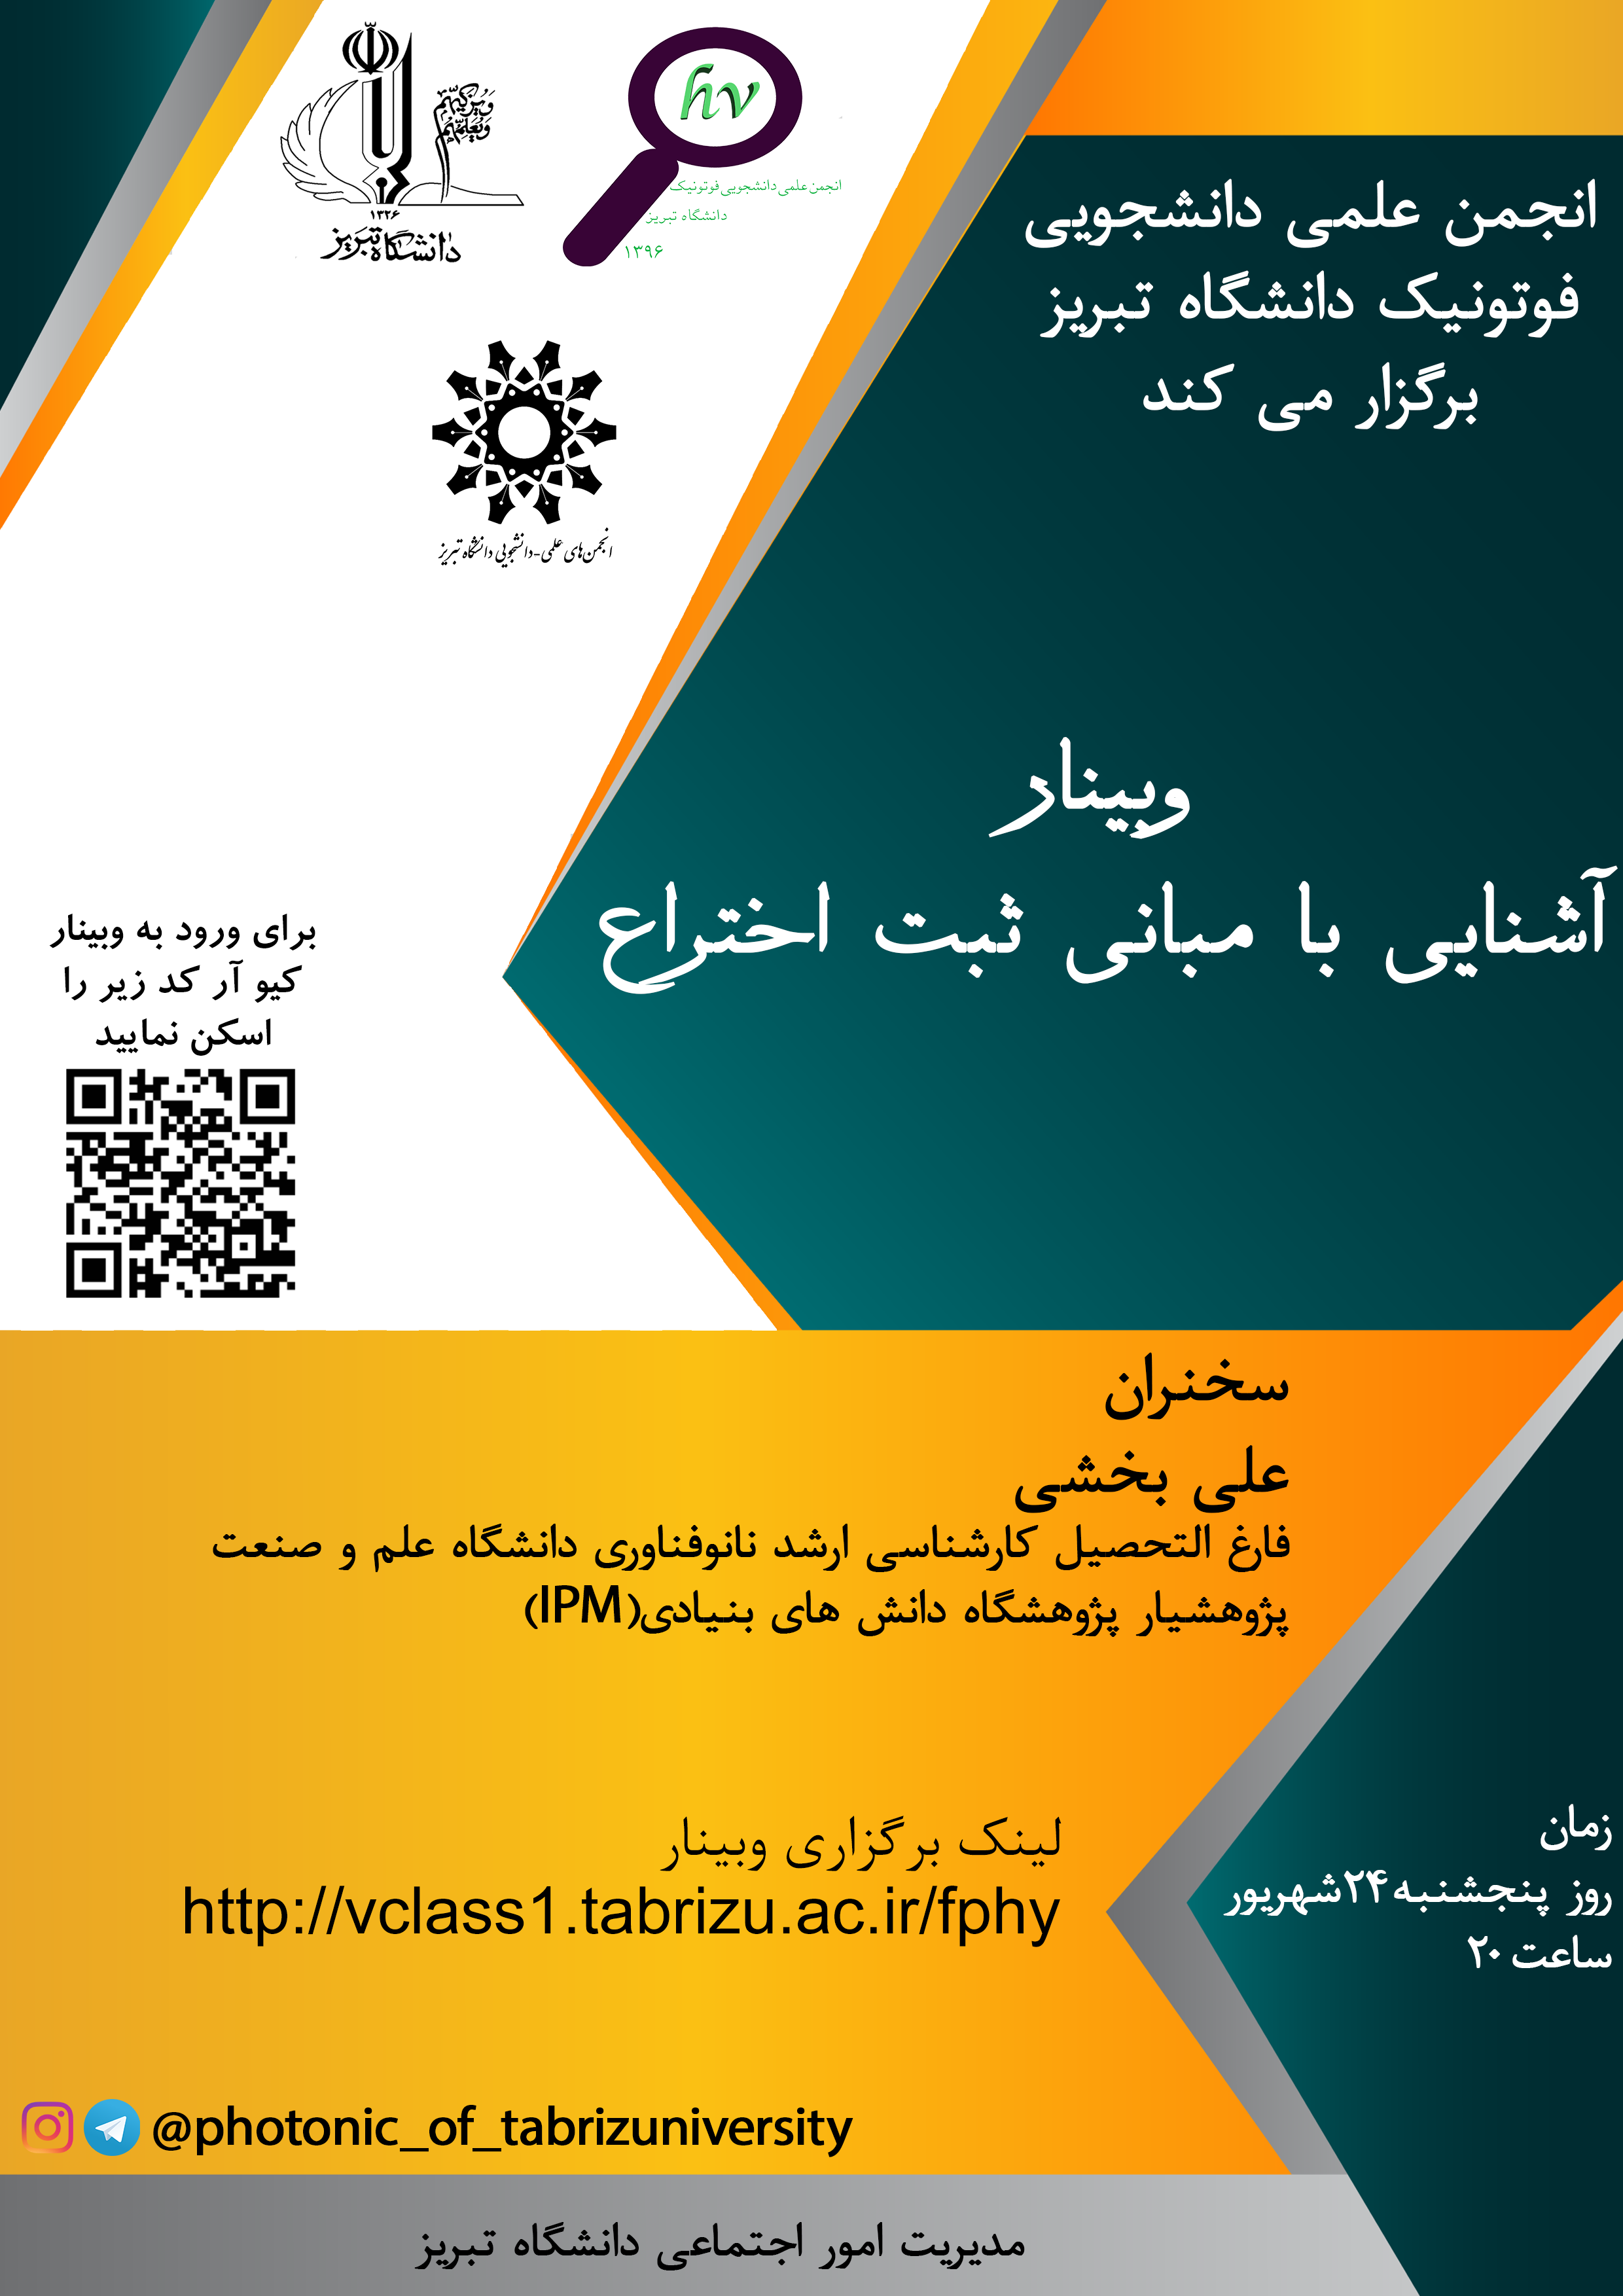 وَيُزَكِّيهِمْ
وَيُعَلِّمُهُمُ
۱۳۲۶
دانشگاه تبریز
hν
انجمن علمی دانشجویی فوتونیک
دانشگاه تبریز
۱۳۹۶
انجمن‌های علمی-دانشجویی دانشگاه تبریز
انجمن علمی دانشجویی
فوتونیک دانشگاه تبریز
برگزار می کند
وبینار
آشنایی با مبانی ثبت اختراع
برای ورود به وبینار
کیو آر کد زیر را
اسکن نمایید
سخنران
علی بخشی
فارغ التحصیل کارشناسی ارشد نانوفناوری دانشگاه علم و صنعت
پژوهشیار پژوهشگاه دانش های بنیادی(IPM)
لینک برگزاری وبینار
http://vclass1.tabrizu.ac.ir/fphy
زمان
روز پنجشنبه۲۴شهریور
ساعت ۲۰
@photonic_of_tabrizuniversity
مدیریت امور اجتماعی دانشگاه تبریز